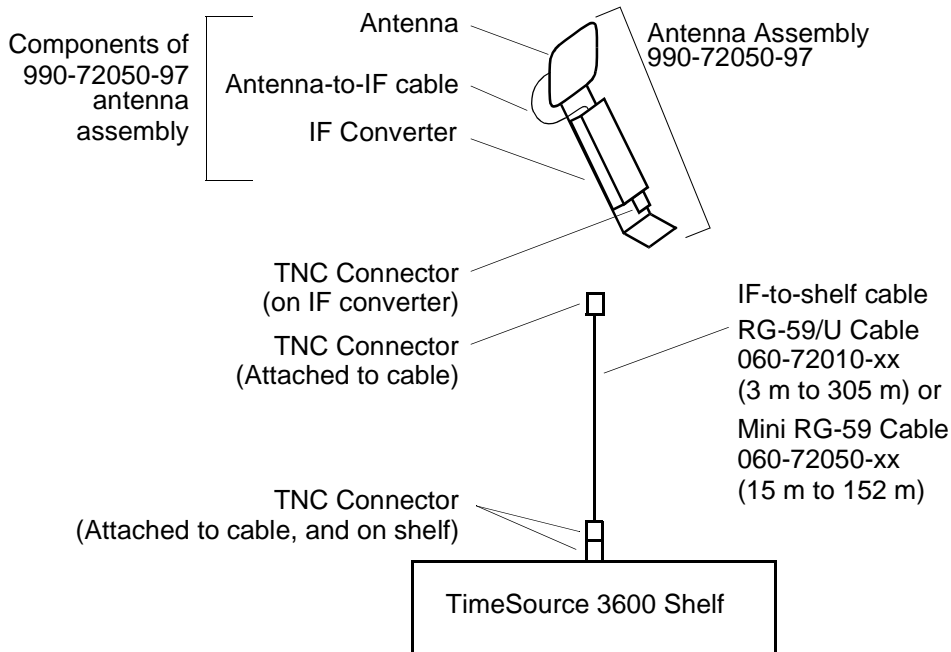 Components of
990-72050-97
antenna
assembly
Antenna
Antenna-to-IF cable
IF Converter
Antenna Assembly
990-72050-97
TNC Connector
(on IF converter)
TNC Connector
(Attached to cable)
IF-to-shelf cable
RG-59/U Cable
060-72010-xx
(3 m to 305 m) or
Mini RG-59 Cable
060-72050-xx
(15 m to 152 m)
TNC Connector
(Attached to cable, and on shelf)
TimeSource 3600 Shelf